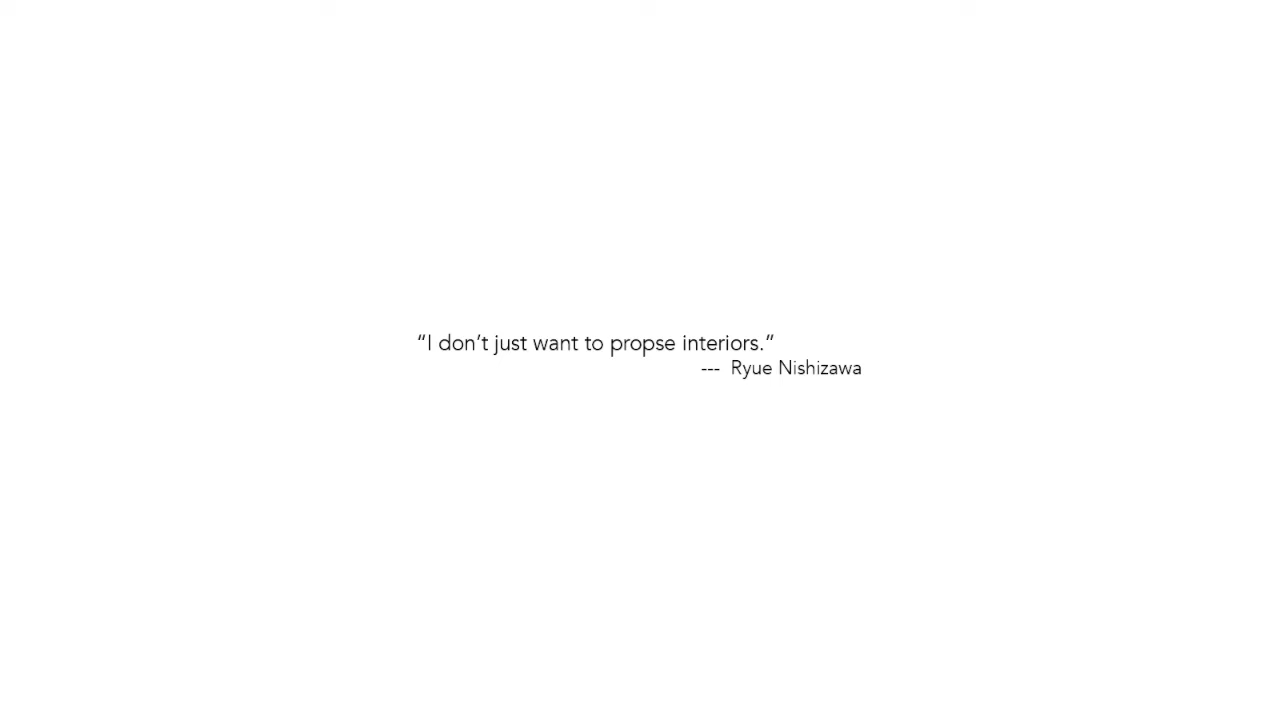 “I don’t just want to propse interiors.”
--- Ryue Nishizawa